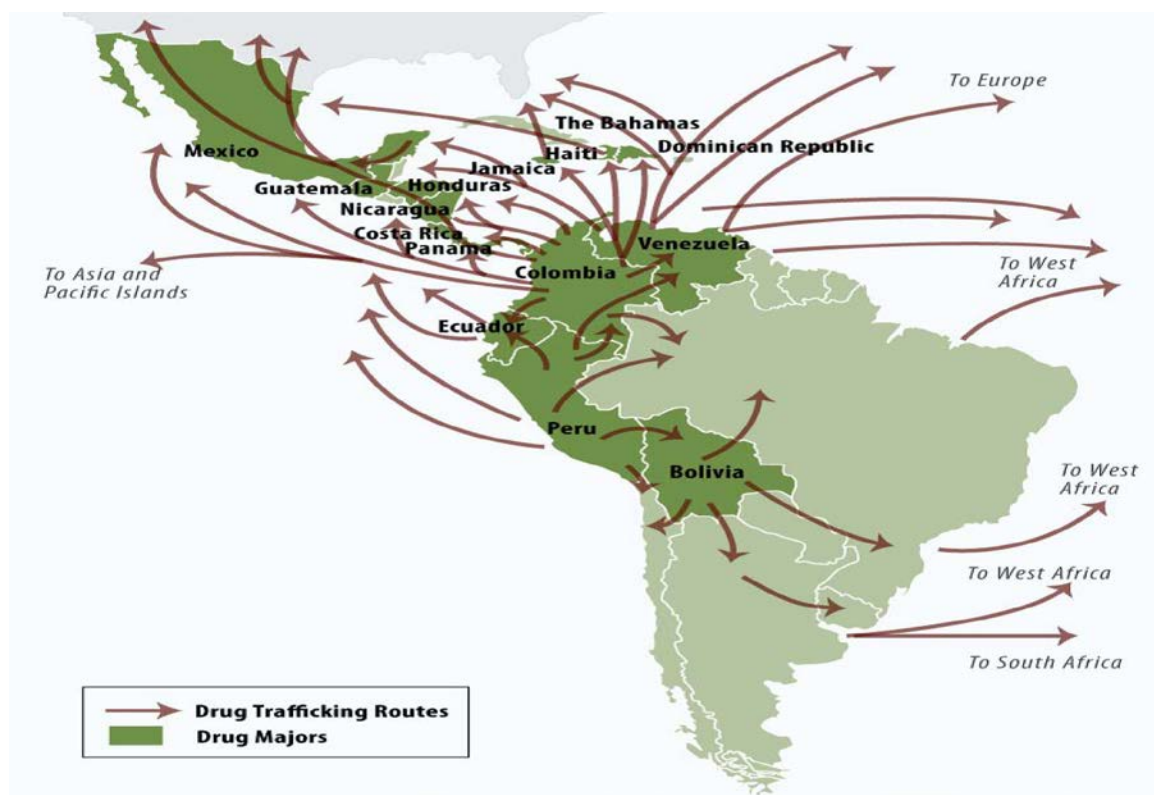 To Europe
The Bahamas
Dominican Republic
Haiti
Mexico
Jamaica
Guatemala
Honduras
Nicaragua
Costa Rica
Panama
Venezuela
Colombia
To Asia and
Pacific Islands
To West
Africa
Ecuador
Peru
Bolivia
To West
Africa
To West Africa
To South Africa
Drug Trafficking Routes
Drug Majors